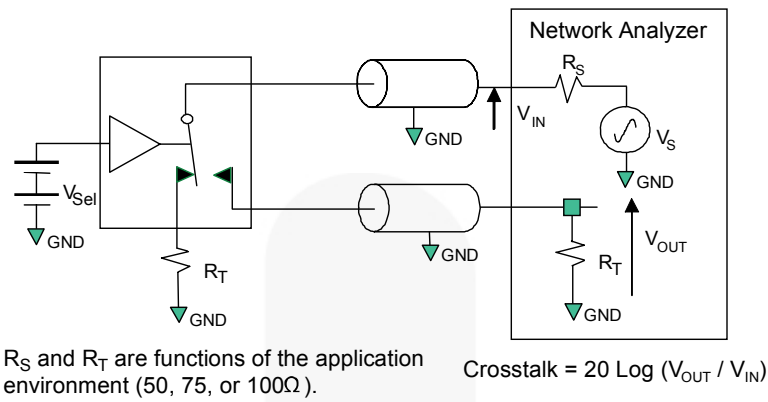 Network Analyzer
R_S
V_IN
V_S
GND
GND
V_Sel
GND
R_T
GND
GND
R_T
V_OUT
GND
R_S and R_T are functions of the application
environment (50, 75, or 100Ω ).
Crosstalk = 20 Log (V_OUT / V_IN)